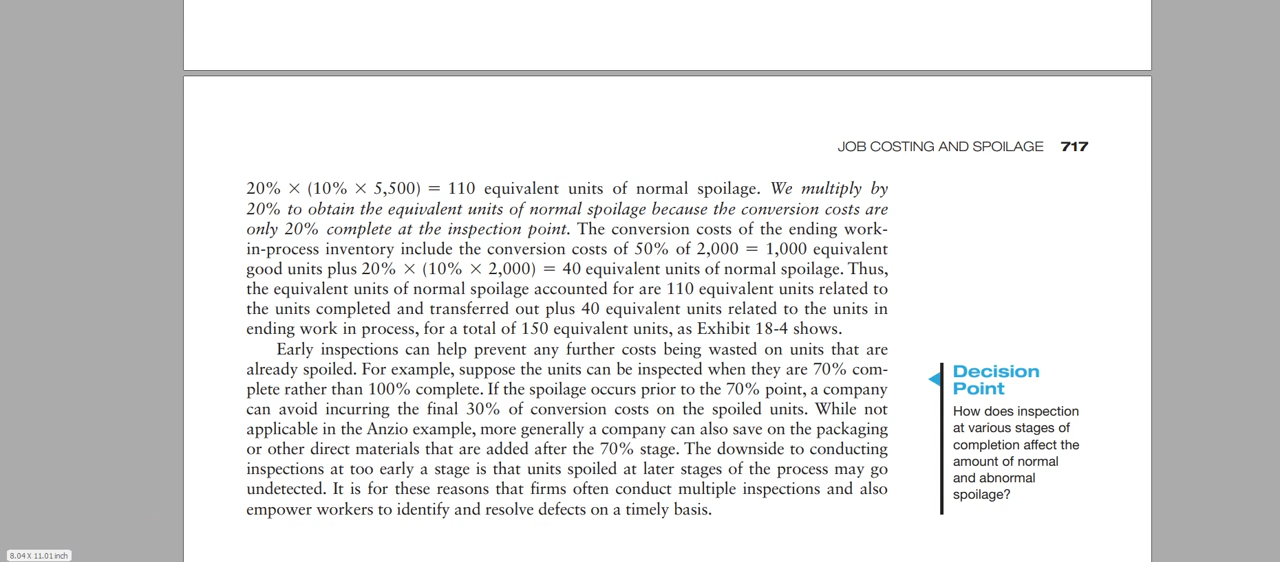 JOB COSTING AND SPOILAGE 717
20% × (10% × 5,500) = 110 equivalent units of normal spoilage. We multiply by
20% to obtain the equivalent units of normal spoilage because the conversion costs are
only 20% complete at the inspection point. The conversion costs of the ending work-
in-process inventory include the conversion costs of 50% of 2,000 = 1,000 equivalent
good units plus 20% × (10% × 2,000) = 40 equivalent units of normal spoilage. Thus,
the equivalent units of normal spoilage accounted for are 110 equivalent units related to
the units completed and transferred out plus 40 equivalent units related to the units in
ending work in process, for a total of 150 equivalent units, as Exhibit 18-4 shows.
Early inspections can help prevent any further costs being wasted on units that are
already spoiled. For example, suppose the units can be inspected when they are 70% com-
plete rather than 100% complete. If the spoilage occurs prior to the 70% point, a company
can avoid incurring the final 30% of conversion costs on the spoiled units. While not
applicable in the Anzio example, more generally a company can also save on the packaging
or other direct materials that are added after the 70% stage. The downside to conducting
inspections at too early a stage is that units spoiled at later stages of the process may go
undetected. It is for these reasons that firms often conduct multiple inspections and also
empower workers to identify and resolve defects on a timely basis.
Decision
Point
How does inspection
at various stages of
completion affect the
amount of normal
and abnormal
spoilage?
8.04 X 11.01 inch